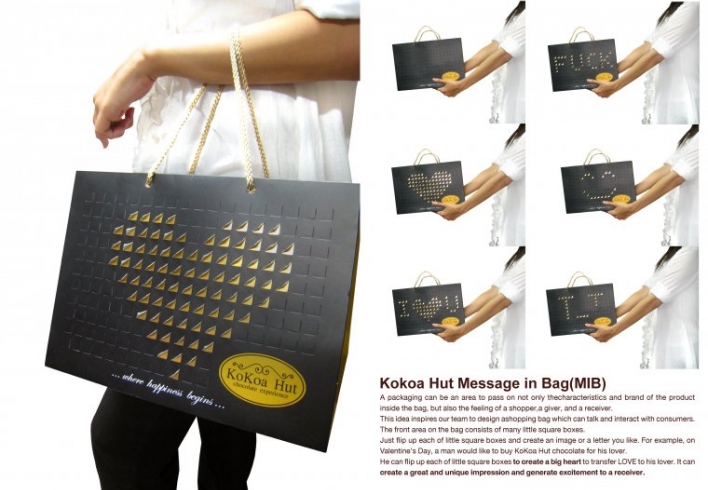 ... where happiness begins ...
KoKoa Hut
chocolate experience
FUCK
I U
T_T
Kokoa Hut Message in Bag(MIB)
A packaging can be an area to pass on not only thecharacteristics and brand of the product
inside the bag, but also the feeling of a shopper,a giver, and a receiver.
This idea inspires our team to design ashopping bag which can talk and interact with consumers.
The front area on the bag consists of many little square boxes.
Just flip up each of little square boxes and create an image or a letter you like. For example, on
Valentine's Day, a man would like to buy KoKoa Hut chocolate for his lover.
He can flip up each of little square boxes to create a big heart to transfer LOVE to his lover. It can
create a great and unique impression and generate excitement to a receiver.